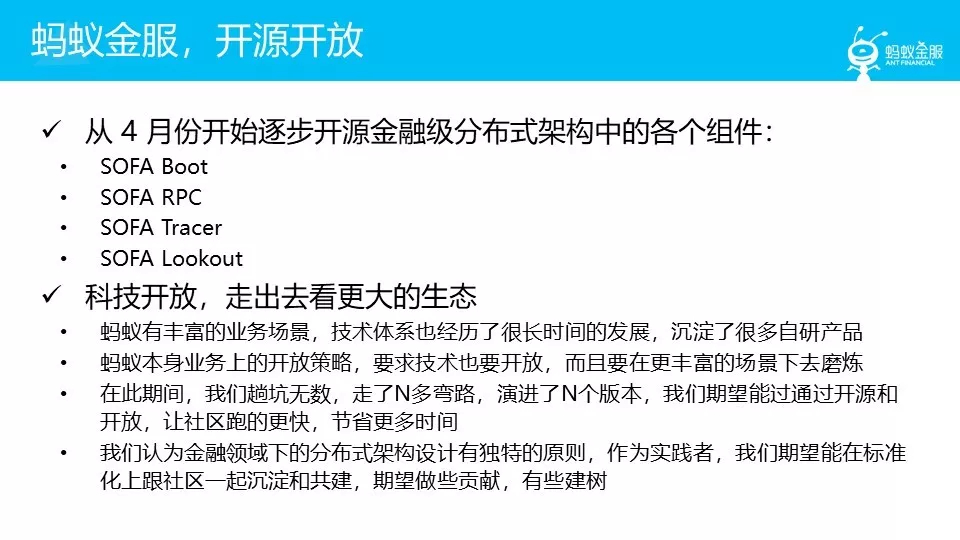 蚂蚁金服，开源开放
蚂蚁金服
ANT FINANCIAL
✓ 从 4 月份开始逐步开源金融级分布式架构中的各个组件：
• SOFA Boot
• SOFA RPC
• SOFA Tracer
• SOFA Lookout
✓ 科技开放，走出去看更大的生态
• 蚂蚁有丰富的业务场景，技术体系也经历了很长时间的发展，沉淀了很多自研产品
• 蚂蚁本身业务上的开放策略，要求技术也要开放，而且要在更丰富的场景下去磨炼
• 在此期间，我们趟坑无数，走了N多弯路，演进了N个版本，我们期望能过通过开源和
开放，让社区跑的更快，节省更多时间
• 我们认为金融领域下的分布式架构设计有独特的原则，作为实践者，我们期望能在标准
化上跟社区一起沉淀和共建，期望做些贡献，有些建树